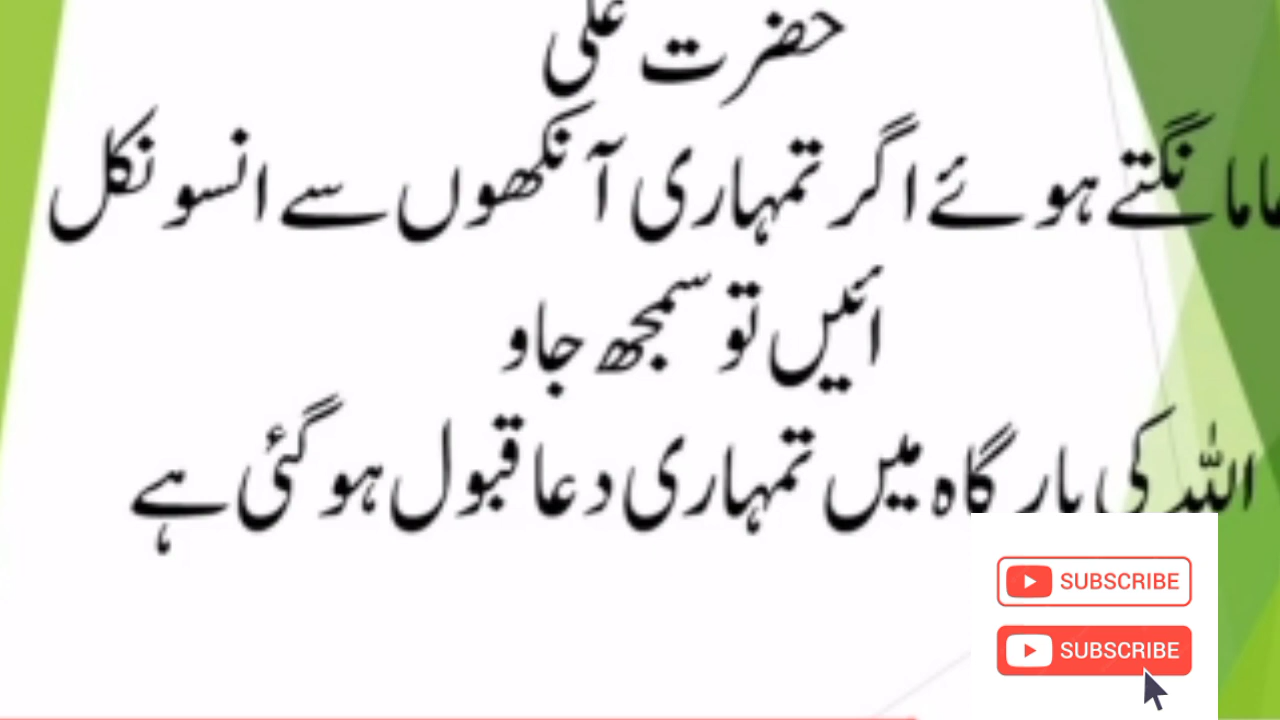 حضرت علی
مانگتے ہوئے اگر تمہاری آنکھوں سے انسو نکل
ائیں تو سمجھ جاو
اللہ کی بارگاہ میں تمہاری دعا قبول ہو گئی ہے
SUBSCRIBE
SUBSCRIBE